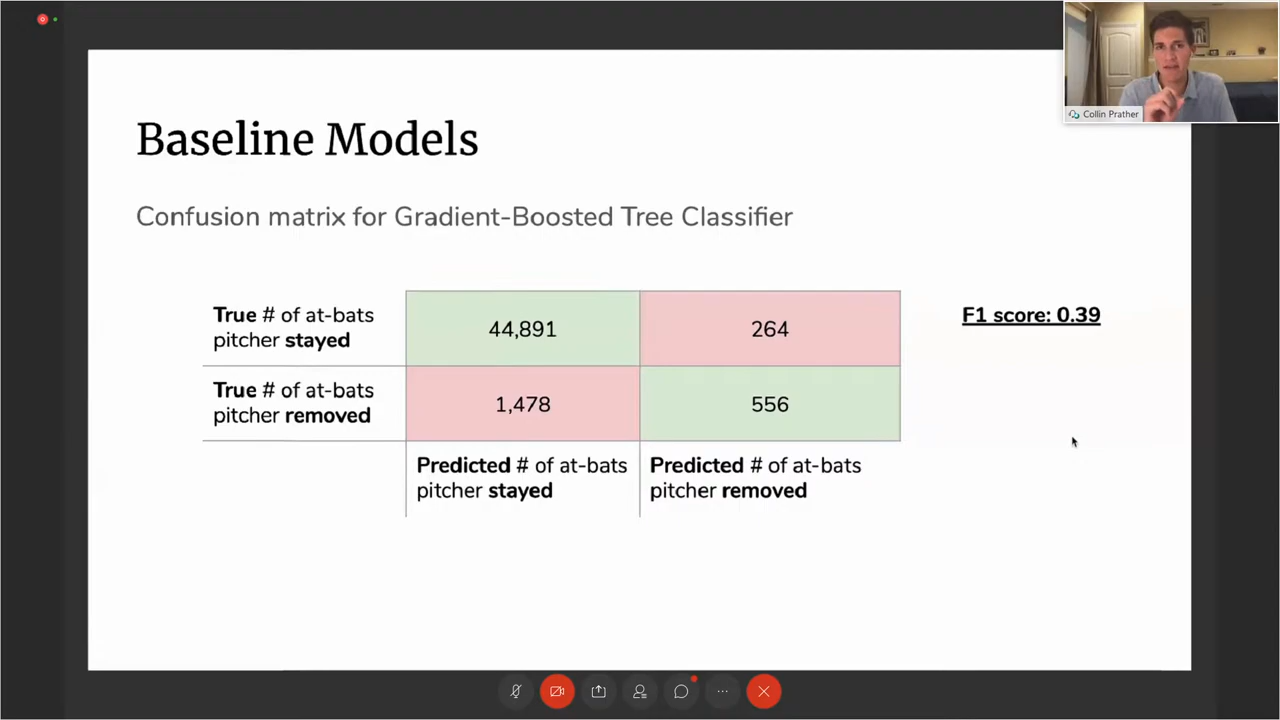 Collin Prather
Baseline Models
Confusion matrix for Gradient-Boosted Tree Classifier
True # of at-bats
pitcher stayed
44,891
264
F1 score: 0.39
True # of at-bats
pitcher removed
1,478
556
Predicted # of at-bats
pitcher stayed
Predicted # of at-bats
pitcher removed